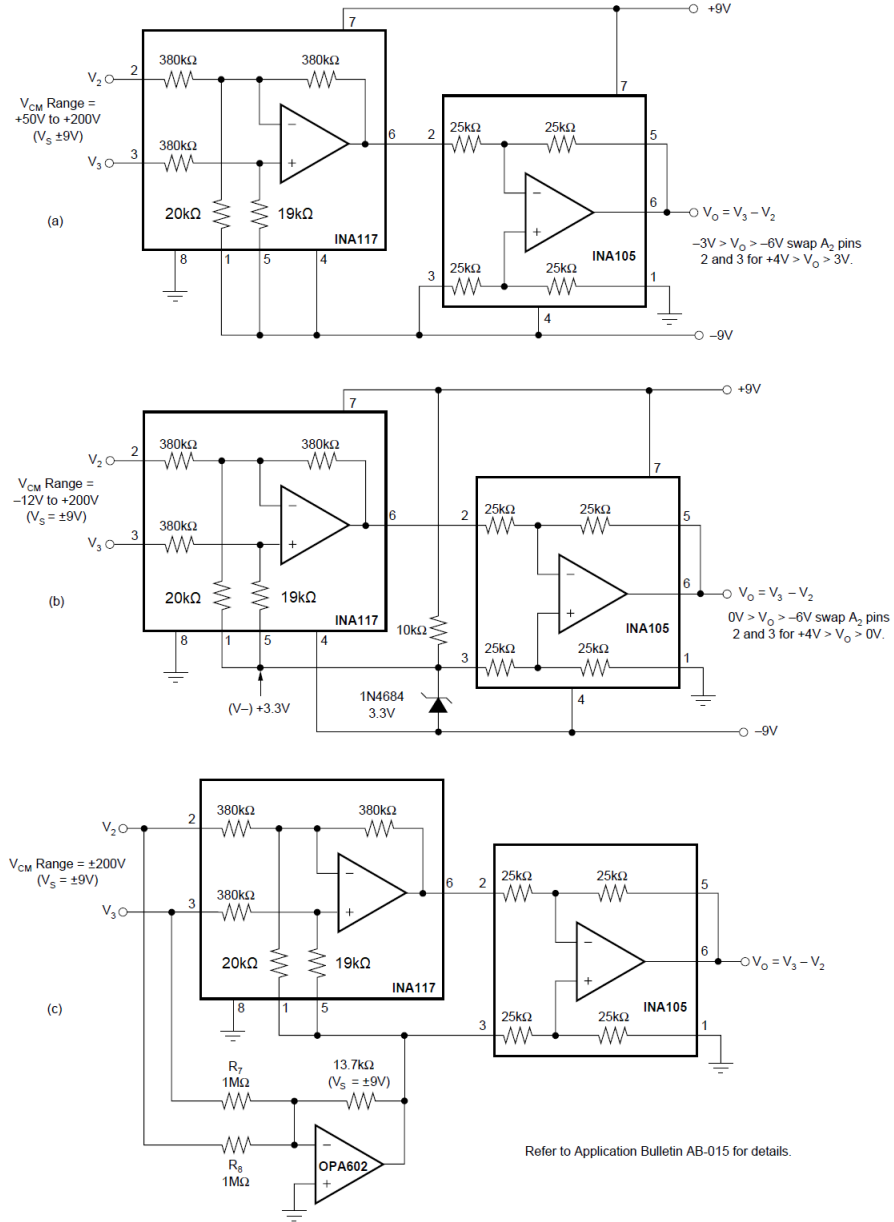 +9V
7
380kΩ
380kΩ
V2
2
VCM Range =
+50V to +200V
(VS ±9V)
7
6
2
25kΩ
25kΩ
5
V3
3
380kΩ
−
+
−
+
6
VO = V3 – V2
(a)
20kΩ
19kΩ
–3V > VO > –6V swap A2 pins
2 and 3 for +4V > VO > 3V.
INA117
INA105
8
1
5
4
3
25kΩ
25kΩ
1
4
–9V
+9V
7
380kΩ
380kΩ
V2
2
7
VCM Range =
–12V to +200V
(VS = ±9V)
6
2
25kΩ
25kΩ
5
V3
3
380kΩ
−
+
−
+
6
VO = V3 – V2
(b)
20kΩ
19kΩ
0V > VO > –6V swap A2 pins
2 and 3 for +4V > VO > 0V.
INA117
INA105
8
1
5
4
10kΩ
3
25kΩ
25kΩ
1
(V–) +3.3V
1N4684
3.3V
4
–9V
380kΩ
380kΩ
V2
2
VCM Range = ±200V
(VS = ±9V)
6
2
25kΩ
25kΩ
5
V3
3
380kΩ
−
+
−
+
6
VO = V3 – V2
20kΩ
19kΩ
INA117
INA105
(c)
8
1
5
3
25kΩ
25kΩ
1
R7
1MΩ
13.7kΩ
(VS = ±9V)
R8
1MΩ
−
+
OPA602
Refer to Application Bulletin AB-015 for details.